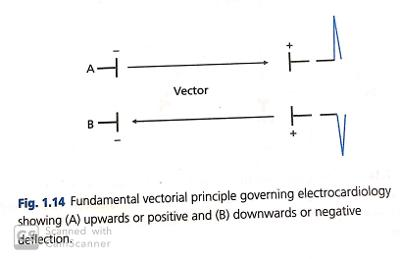 − +
A
Vector
B
− +
Fig. 1.14 Fundamental vectorial principle governing electrocardiology
showing (A) upwards or positive and (B) downwards or negative
deflection.
CS Scanned with
CamScanner